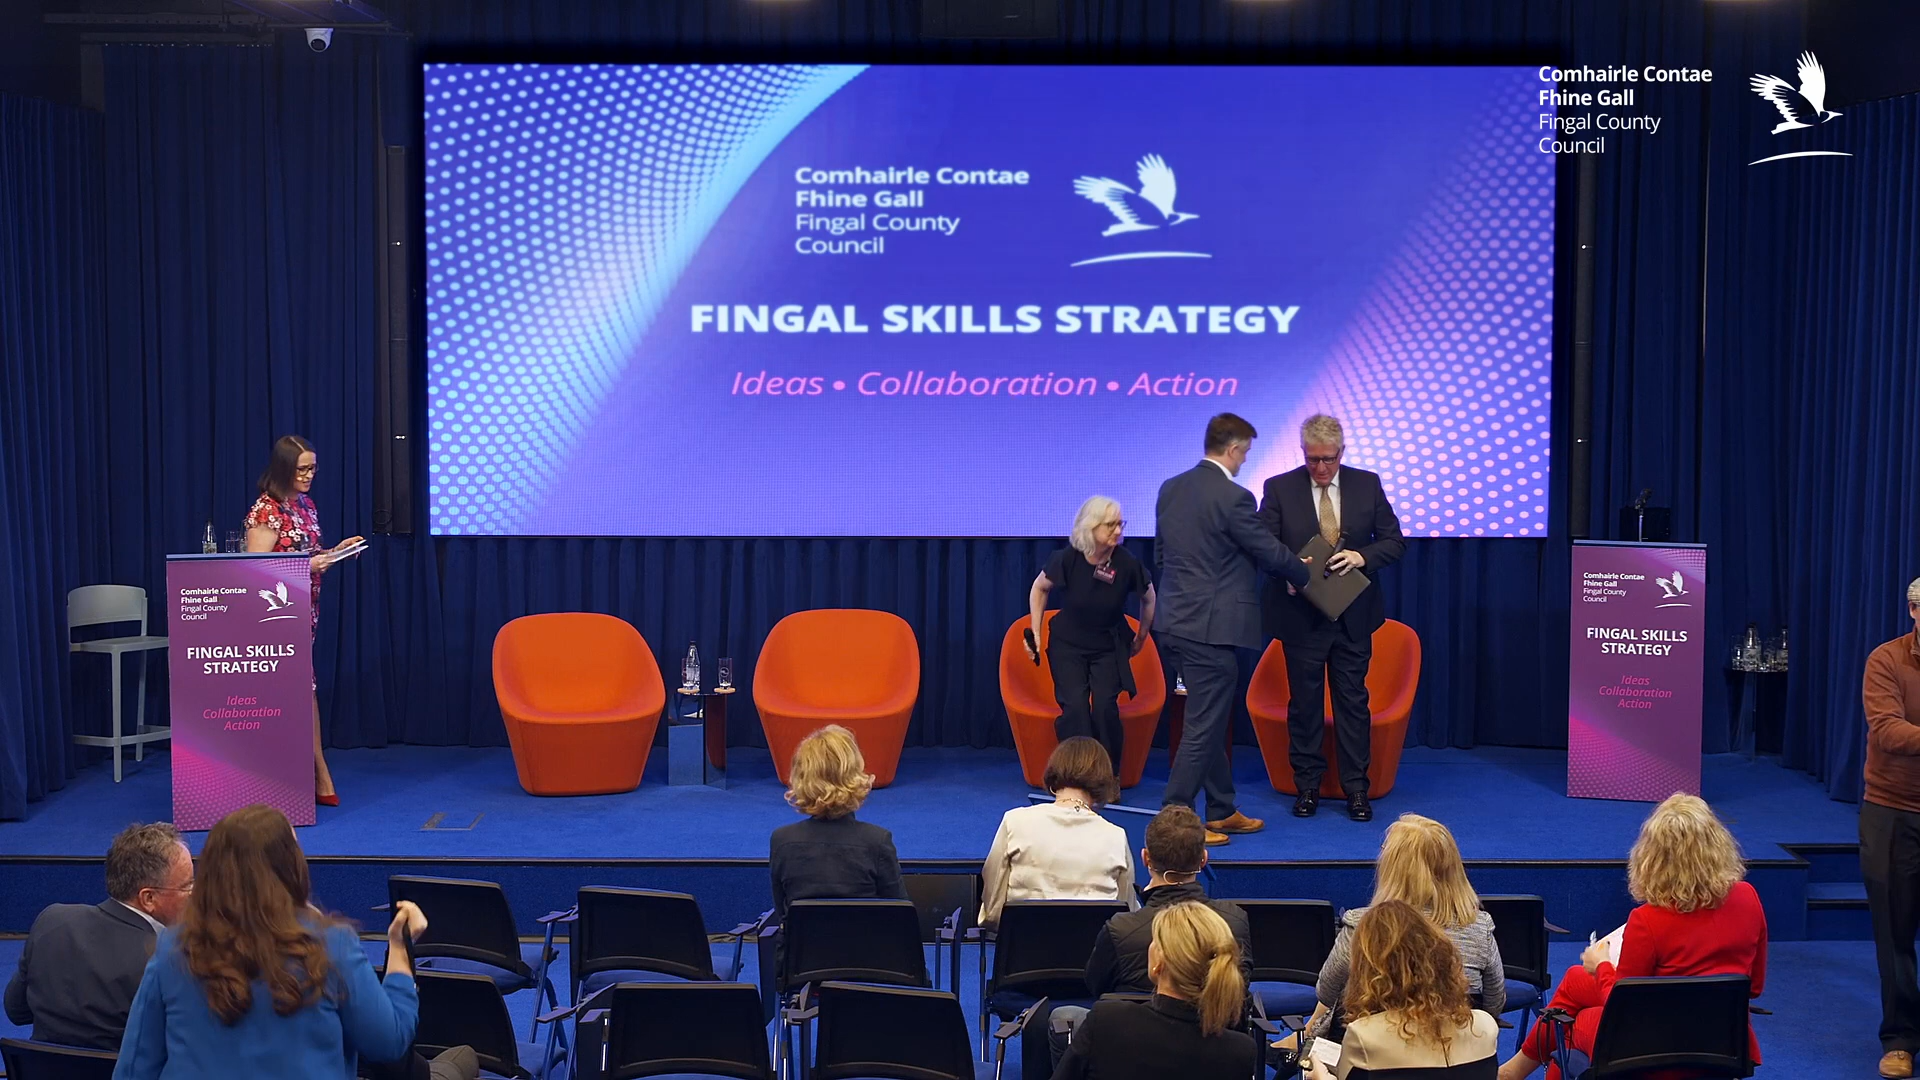 Comhairle Contae
Fhine Gall
Fingal County
Council
Comhairle Contae
Fhine Gall
Fingal County
Council
FINGAL SKILLS STRATEGY
Ideas • Collaboration • Action
Comhairle Contae
Fhine Gall
Fingal County
Council
FINGAL SKILLS
STRATEGY
Ideas
Collaboration
Action
Comhairle Contae
Fhine Gall
Fingal County
Council
FINGAL SKILLS
STRATEGY
Ideas
Collaboration
Action